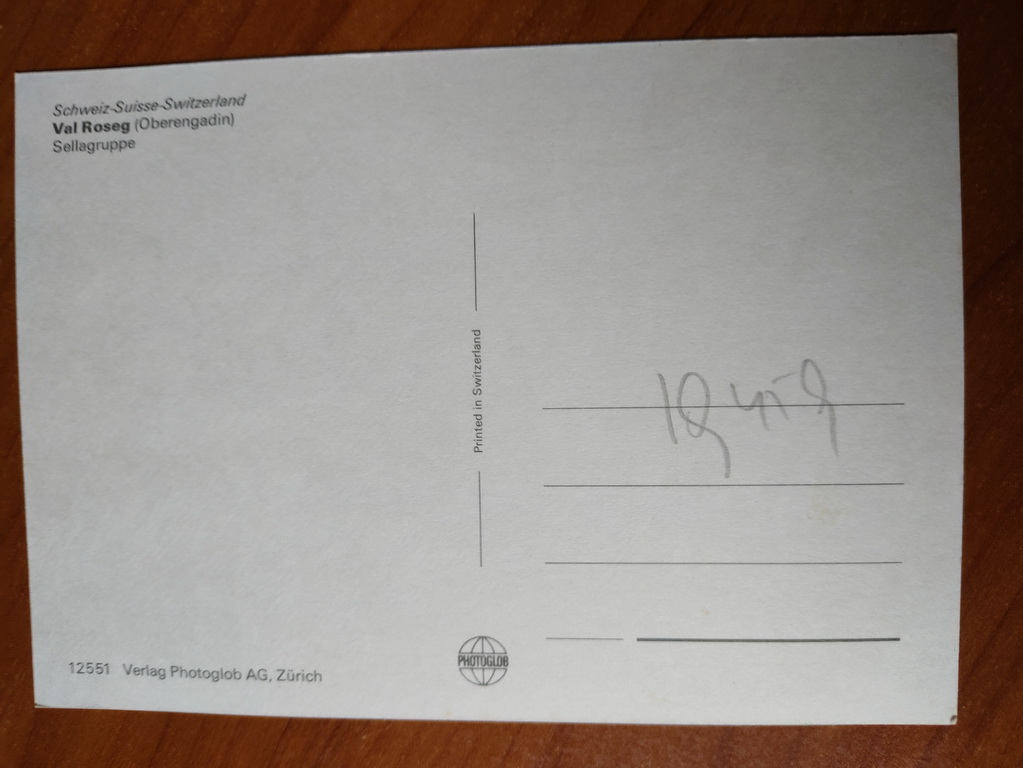 Schweiz-Suisse-Switzerland
Val Roseg (Oberengadin)
Sellagruppe
Printed in Switzerland
12551 Verlag Photoglob AG, Zürich
PHOTOGLOB